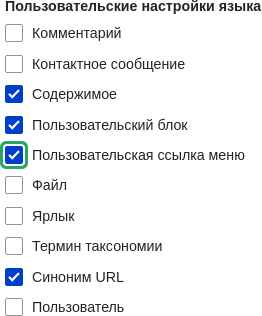 Пользовательские настройки языка
Комментарий
Контактное сообщение
Содержимое
Пользовательский блок
Пользовательская ссылка меню
Файл
Ярлык
Термин таксономии
Синоним URL
Пользователь